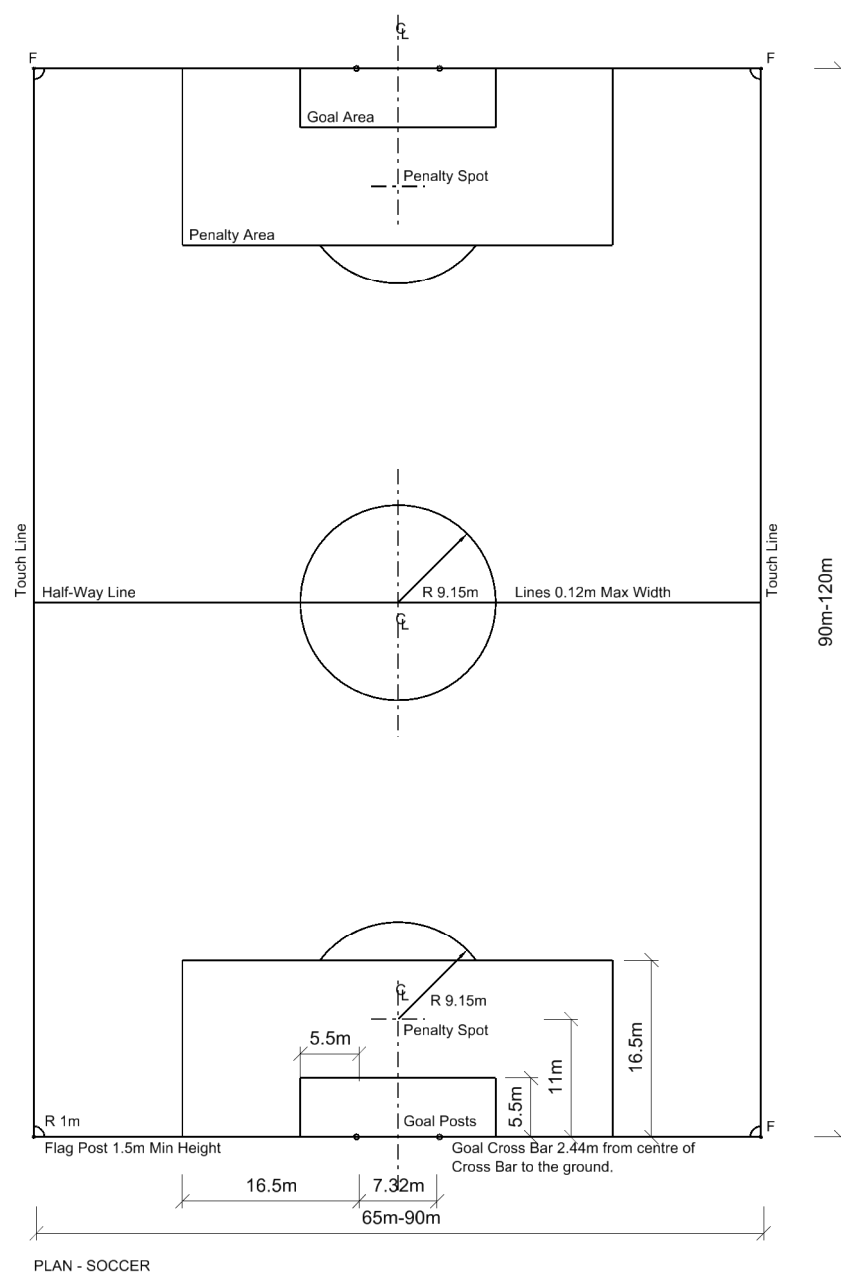 ℄
F
F
Goal Area
Penalty Spot
Penalty Area
Touch Line
Touch Line
Half-Way Line
R 9.15m
Lines 0.12m Max Width
℄
90m-120m
℄
R 9.15m
Penalty Spot
5.5m
16.5m
11m
5.5m
R 1m
Goal Posts
F
Flag Post 1.5m Min Height
Goal Cross Bar 2.44m from centre of
Cross Bar to the ground.
16.5m
7.32m
65m-90m
PLAN - SOCCER